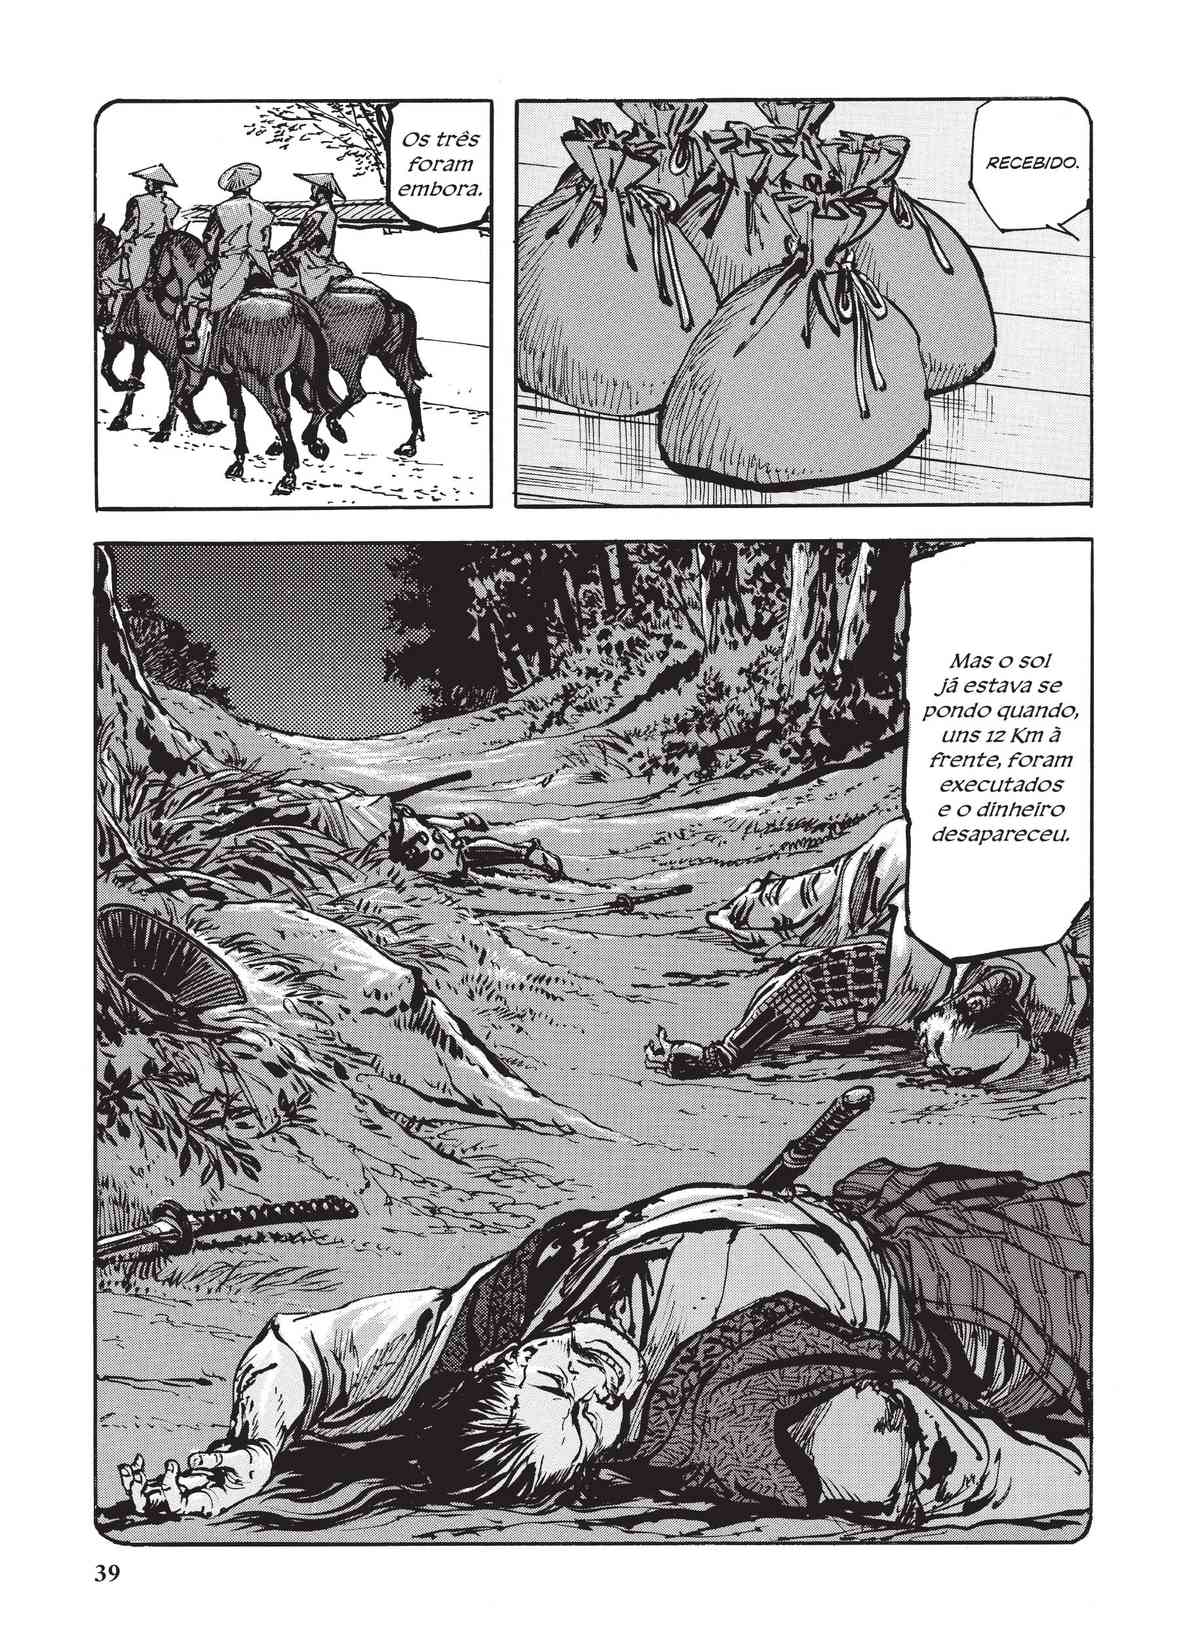 RECEBIDO.
Os três
foram
embora.
Mas o sol
já estava se
pondo quando,
uns 12 Km à
frente, foram
executados
e o dinheiro
desapareceu.
39